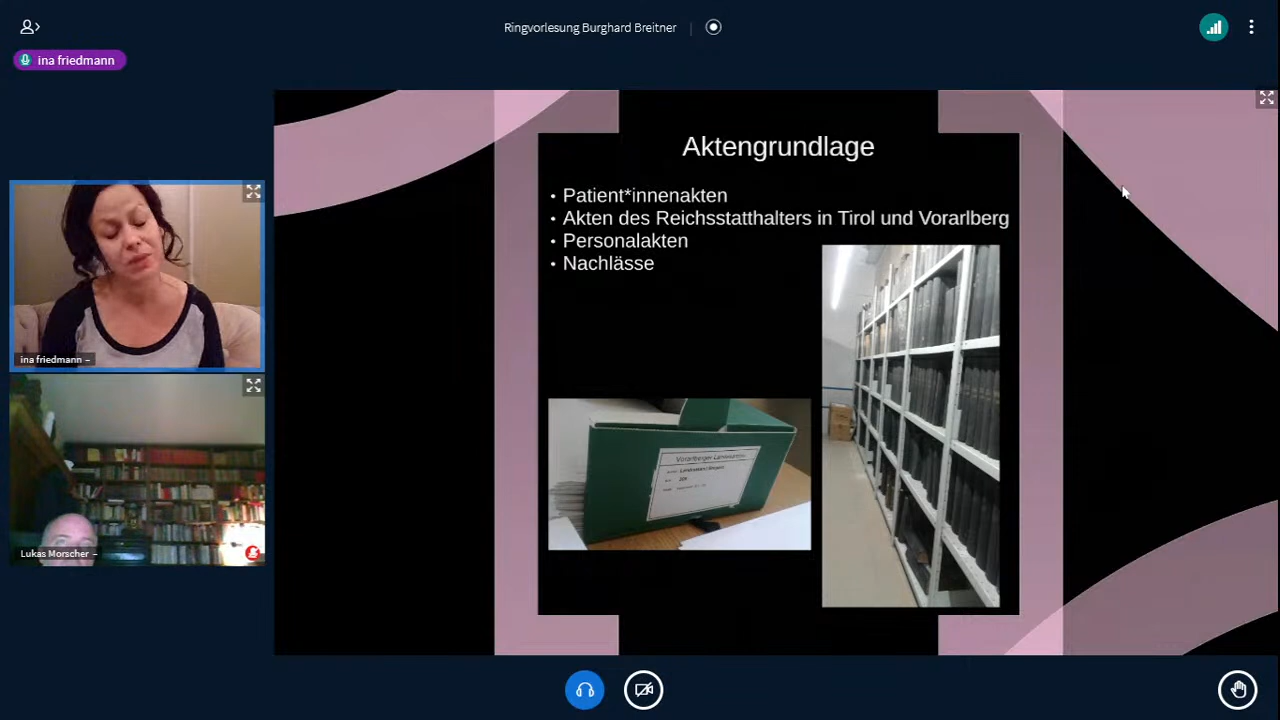 Ringvorlesung Burghard Breitner
ina friedmann
Aktengrundlage
• Patient*innenakten
• Akten des Reichsstatthalters in Tirol und Vorarlberg
• Personalakten
• Nachlässe
ina friedmann
Vorarlberger
Lukas Morscher